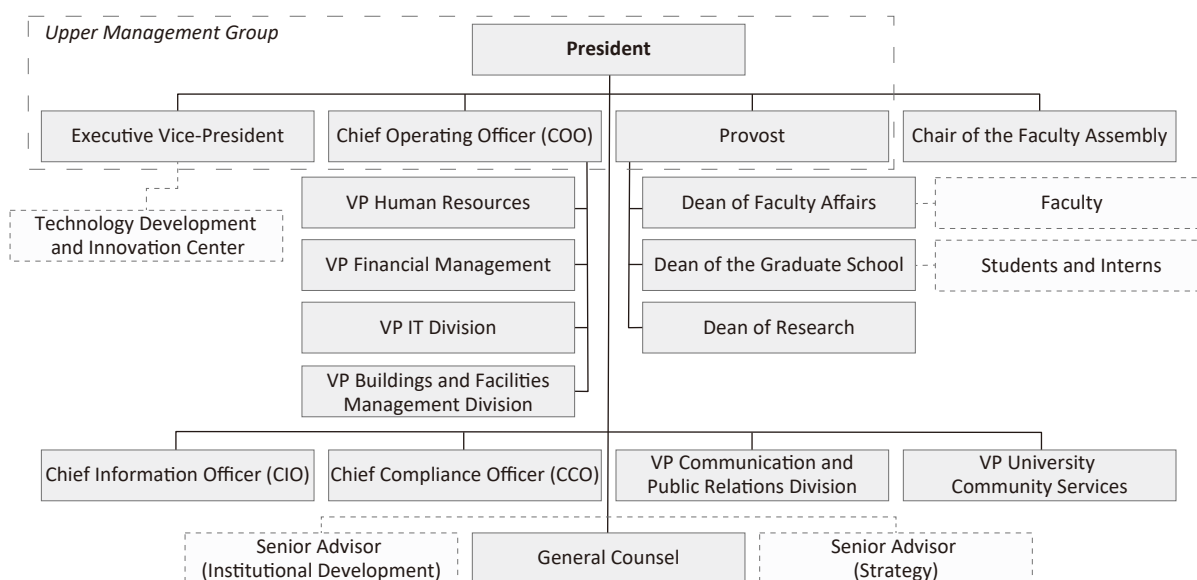 Upper Management Group
President
Executive Vice-President
Chief Operating Officer (COO)
Provost
Chair of the Faculty Assembly
VP Human Resources
Dean of Faculty Affairs
Faculty
Technology Development
and Innovation Center
VP Financial Management
Dean of the Graduate School
Students and Interns
VP IT Division
Dean of Research
VP Buildings and Facilities
Management Division
Chief Information Officer (CIO)
Chief Compliance Officer (CCO)
VP Communication and
Public Relations Division
VP University
Community Services
Senior Advisor
(Institutional Development)
General Counsel
Senior Advisor
(Strategy)